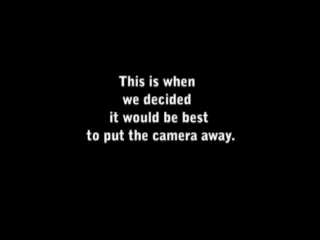 This is when
we decided
it would be best
to put the camera away.